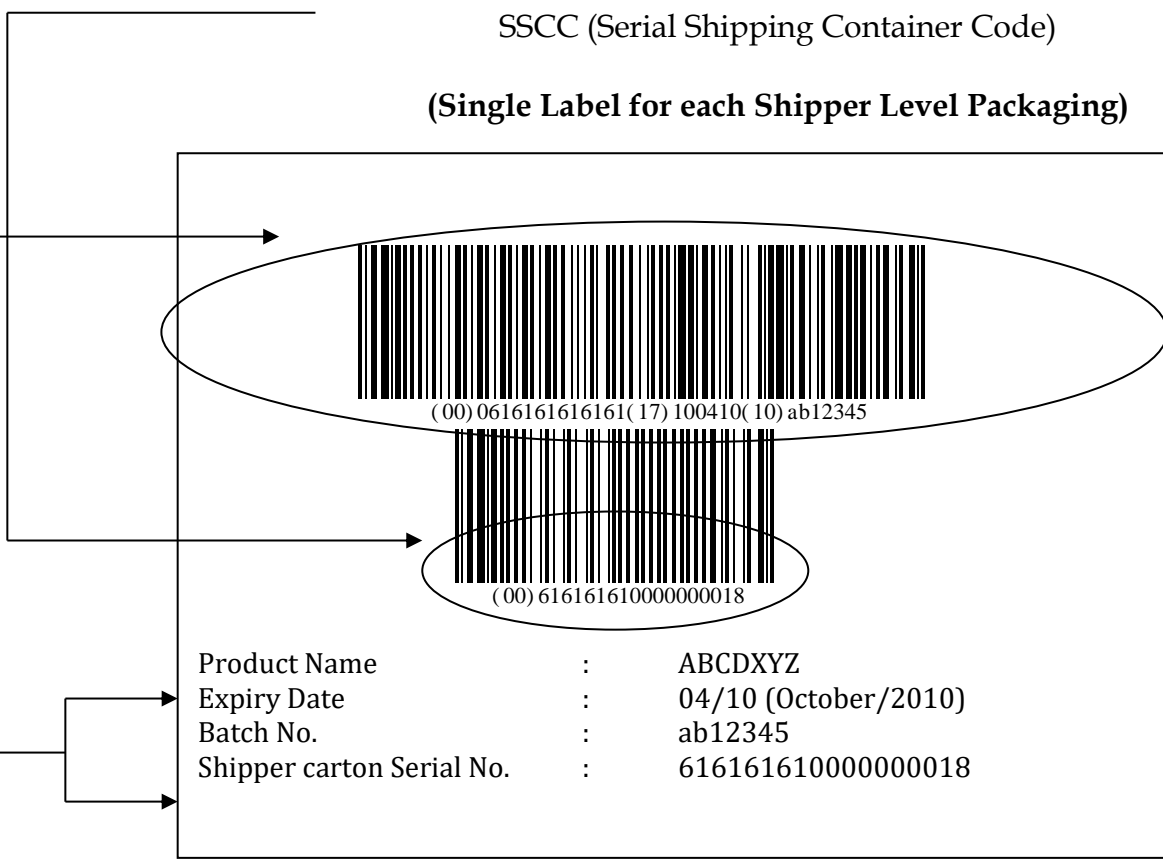 SSCC (Serial Shipping Container Code)
(Single Label for each Shipper Level Packaging)
(00)0616161616161(17)100410(10)ab12345
(00)616161610000000018
Product Name : ABCDXYZ
Expiry Date : 04/10 (October/2010)
Batch No. : ab12345
Shipper carton Serial No. : 616161610000000018